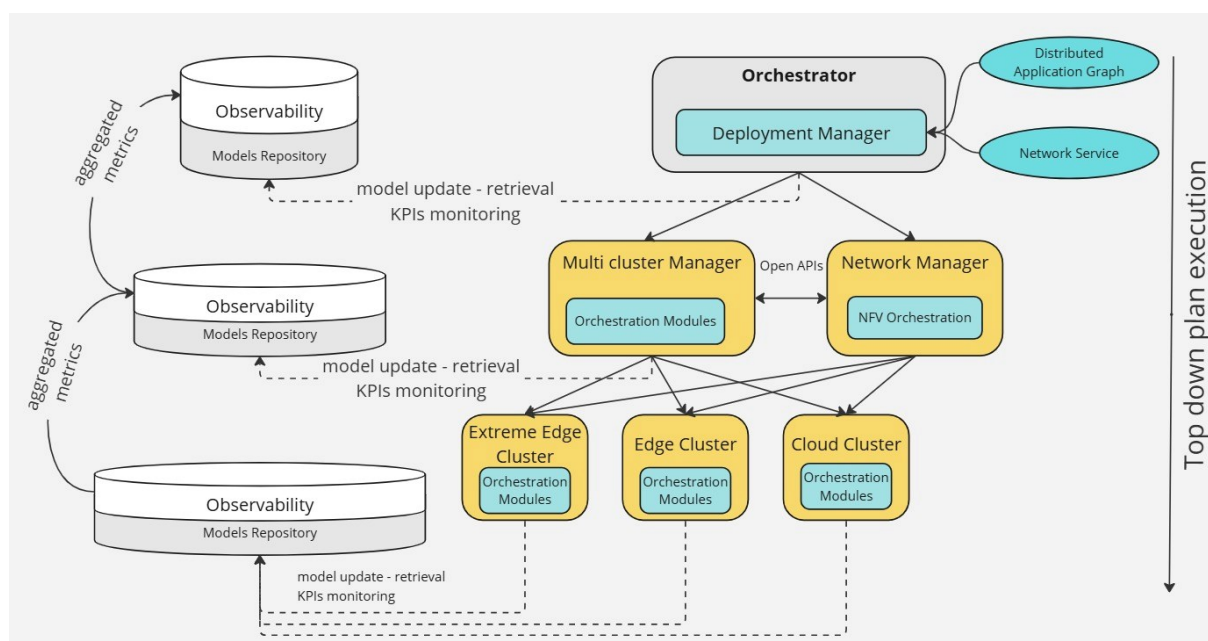 Distributed
Application Graph
Orchestrator
Observability
Deployment Manager
aggregated
metrics
Models Repository
Network Service
model update - retrieval
KPIs monitoring
Top down plan execution
Multi cluster Manager
Open APIs
Network Manager
Observability
Orchestration Modules
NFV Orchestration
Models Repository
model update - retrieval
KPIs monitoring
aggregated
metrics
Extreme Edge
Cluster
Edge Cluster
Cloud Cluster
Orchestration
Modules
Orchestration
Modules
Orchestration
Modules
Observability
Models Repository
model update - retrieval
KPIs monitoring